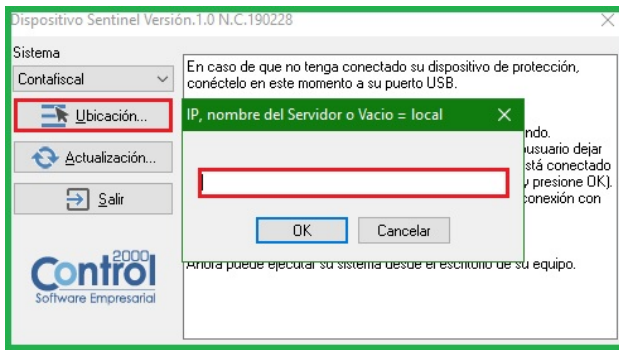 Dispositivo Sentinel Versión.1.0 N.C.190228
Sistema
Contafiscal
Ubicación...
Actualización...
Salir
2000
Control
Software Empresarial
En caso de que no tenga conectado su dispositivo de protección,
conéctelo en este momento a su puerto USB.
IP, nombre del Servidor o Vacio = local
OK
Cancelar
ndo.
usuario dejar
stá conectado
y presione OK).
conexión con
Ahora puede ejecutar su sistema desde el escritorio de su equipo.